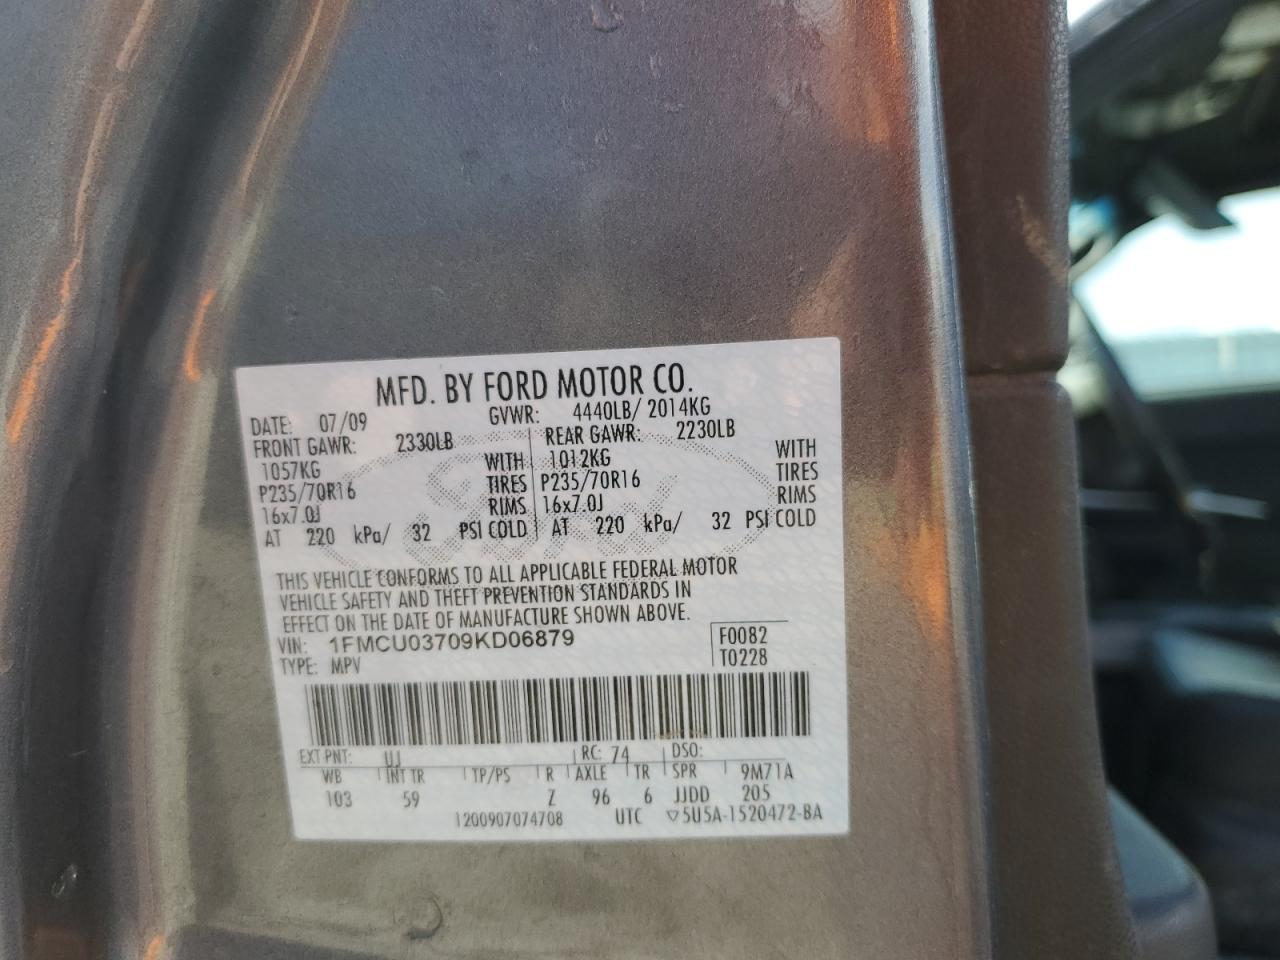 MFD. BY FORD MOTOR CO.
DATE: 07/09 GVWR: 4440LB/ 2014KG
FRONT GAWR: 2330LB REAR GAWR: 2230LB
1057KG WITH 1012KG WITH
P235/70R16 TIRES P235/70R16 TIRES
16x7.0J RIMS 16x7.0J RIMS
AT 220 kPa/ 32 PSI COLD AT 220 kPa/ 32 PSI COLD
THIS VEHICLE CONFORMS TO ALL APPLICABLE FEDERAL MOTOR
VEHICLE SAFETY AND THEFT PREVENTION STANDARDS IN
EFFECT ON THE DATE OF MANUFACTURE SHOWN ABOVE.
VIN: 1FMCU03709KD06879 F0082
TYPE: MPV T0228
EXT PNT: UJ RC: 74 DSO:
WB INT TR TP/PS R AXLE TR SPR 9M71A
103 59 Z 96 6 JJDD 205
1200907074708 UTC ▽5U5A-1520472-BA